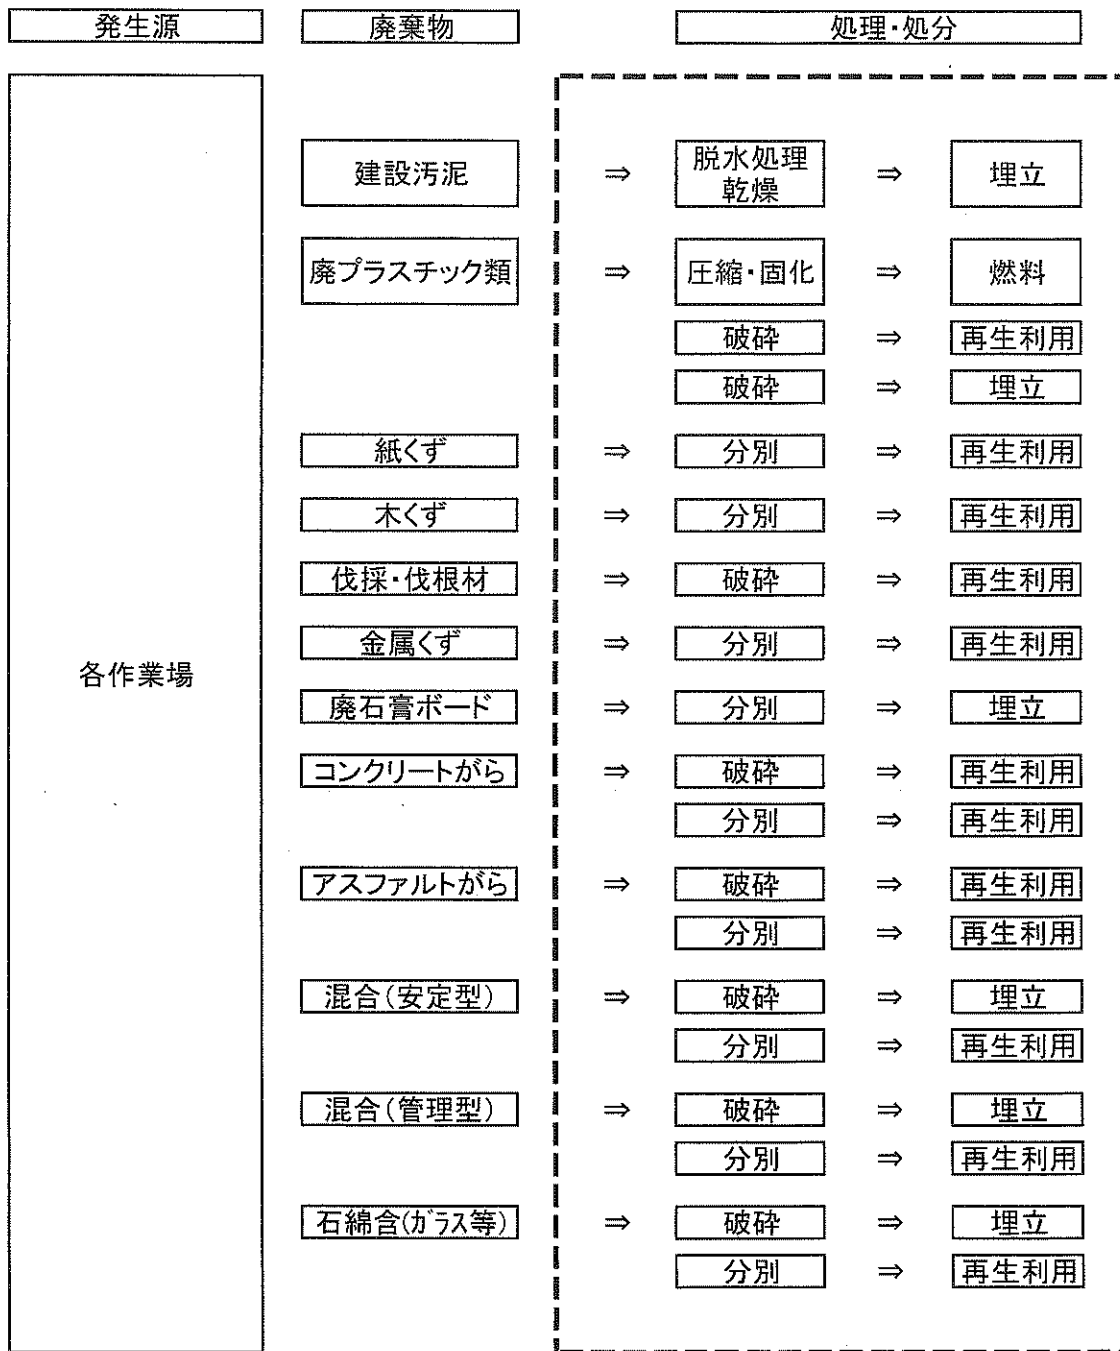 発生源 廃棄物 処理・処分
建設汚泥 ⇒ 脱水処理 乾燥 ⇒ 埋立
廃プラスチック類 ⇒ 圧縮・固化 ⇒ 燃料
破砕 ⇒ 再生利用
破砕 ⇒ 埋立
紙くず ⇒ 分別 ⇒ 再生利用
木くず ⇒ 分別 ⇒ 再生利用
伐採・伐根材 ⇒ 破砕 ⇒ 再生利用
金属くず ⇒ 分別 ⇒ 再生利用
各作業場
廃石膏ボード ⇒ 分別 ⇒ 埋立
コンクリートがら ⇒ 破砕 ⇒ 再生利用
分別 ⇒ 再生利用
アスファルトがら ⇒ 破砕 ⇒ 再生利用
分別 ⇒ 再生利用
混合(安定型) ⇒ 破砕 ⇒ 埋立
分別 ⇒ 再生利用
混合(管理型) ⇒ 破砕 ⇒ 埋立
分別 ⇒ 再生利用
石綿含(ガラス等) ⇒ 破砕 ⇒ 埋立
分別 ⇒ 再生利用